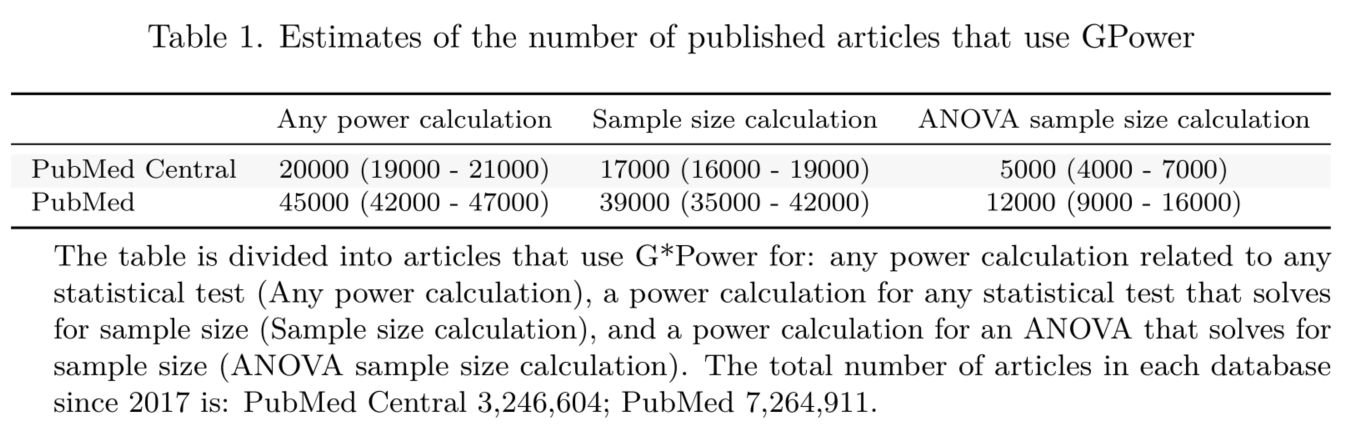 Table 1. Estimates of the number of published articles that use GPower
Any power calculation Sample size calculation ANOVA sample size calculation
PubMed Central 20000 (19000 - 21000) 17000 (16000 - 19000) 5000 (4000 - 7000)
PubMed 45000 (42000 - 47000) 39000 (35000 - 42000) 12000 (9000 - 16000)
The table is divided into articles that use G*Power for: any power calculation related to any
statistical test (Any power calculation), a power calculation for any statistical test that solves
for sample size (Sample size calculation), and a power calculation for an ANOVA that solves for
sample size (ANOVA sample size calculation). The total number of articles in each database
since 2017 is: PubMed Central 3,246,604; PubMed 7,264,911.